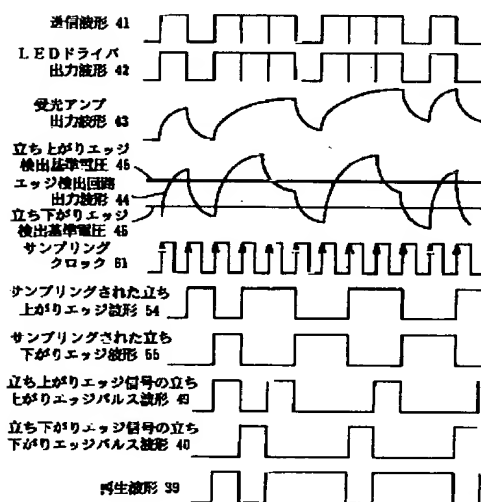 送信波形 41
LEDドライバ
出力波形 42
受光アンプ
出力波形 43
立ち上がりエッジ
検出基準電圧 45
エッジ検出回路
出力波形 44
立ち下がりエッジ
検出基準電圧 46
サンプリング
クロック 61
サンプリングされた立ち
上がりエッジ波形 54
サンプリングされた立ち
下がりエッジ波形 55
立ち上がりエッジ信号の立ち
上がりエッジパルス波形 49
立ち下がりエッジ信号の立ち
下がりエッジパルス波形 40
再生波形 39